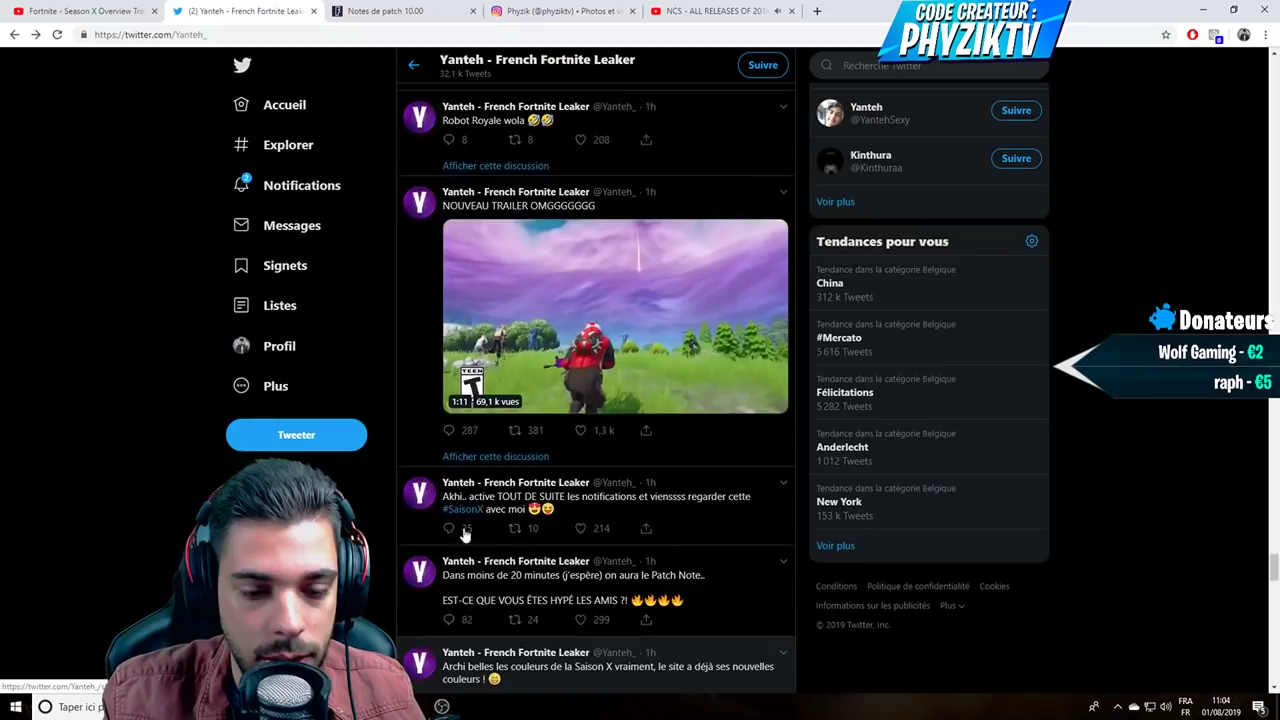 Fortnite - Season X Overview Trai
(2) Yanteh - French Fortnite Leake
Notes de patch 10.00
Phyzik (@phyziktv) • Photos et vi
NCS - ALL RELEASES OF 201
https://twitter.com/Yanteh_
CODE CREATEUR :
PHYZIKTV
Yanteh - French Fortnite Leaker
32,1 k Tweets
Suivre
Recherche Twitter
Accueil
Explorer
2
Notifications
Messages
Signets
Listes
Profil
Plus
Tweeter
Yanteh - French Fortnite Leaker @Yanteh_ · 1h
Robot Royale wola 🤣🤣
8 8 208
Afficher cette discussion
Yanteh - French Fortnite Leaker @Yanteh_ · 1h
NOUVEAU TRAILER OMGGGGGGG
TEEN
T
1:11 | 69,1 k vues
287 381 1,3 k
Afficher cette discussion
Yanteh - French Fortnite Leaker @Yanteh_ · 1h
Akhi.. active TOUT DE SUITE les notifications et vienssss regarder cette
#SaisonX avec moi 😍😝
25 10 214
Yanteh - French Fortnite Leaker @Yanteh_ · 1h
Dans moins de 20 minutes (j'espère) on aura le Patch Note..
EST-CE QUE VOUS ÊTES HYPÉ LES AMIS ?! 🔥🔥🔥🔥
82 24 299
Yanteh - French Fortnite Leaker @Yanteh_ · 1h
Archi belles les couleurs de la Saison X vraiment, le site a déjà ses nouvelles
couleurs !
Yanteh
@YantehSexy
Suivre
Kinthura
@Kinthuraa
Suivre
Voir plus
Tendances pour vous
Tendance dans la catégorie Belgique
China
312 k Tweets
Tendance dans la catégorie Belgique
#Mercato
5 616 Tweets
Tendance dans la catégorie Belgique
Félicitations
5 282 Tweets
Tendance dans la catégorie Belgique
Anderlecht
1 012 Tweets
Tendance dans la catégorie Belgique
New York
153 k Tweets
Voir plus
Conditions Politique de confidentialité Cookies
Informations sur les publicités Plus
© 2019 Twitter, Inc.
Donateurs
Wolf Gaming - €2
raph - €5
https://twitter.com/Yanteh_/s
Taper ici p
FRA
FR
11:04
01/08/2019
5